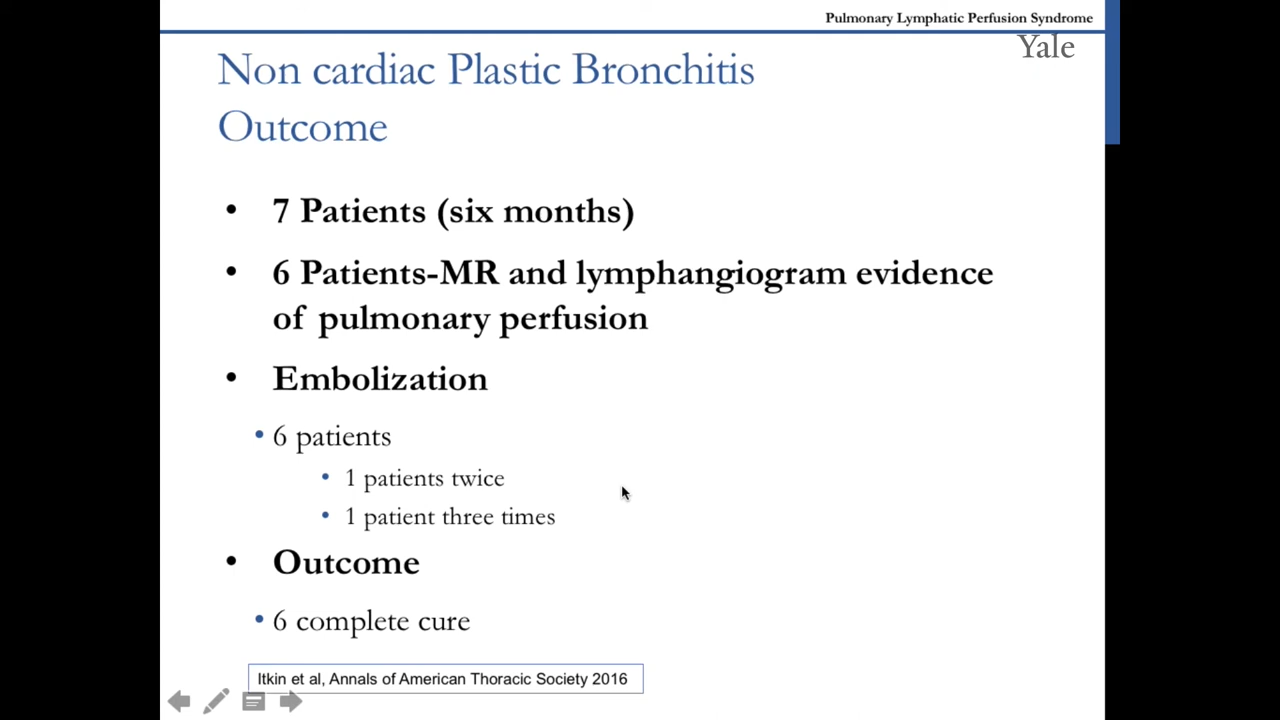 Pulmonary Lymphatic Perfusion Syndrome
Yale
Non cardiac Plastic Bronchitis
Outcome
• 7 Patients (six months)
• 6 Patients-MR and lymphangiogram evidence
of pulmonary perfusion
• Embolization
• 6 patients
• 1 patients twice
• 1 patient three times
• Outcome
• 6 complete cure
Itkin et al, Annals of American Thoracic Society 2016